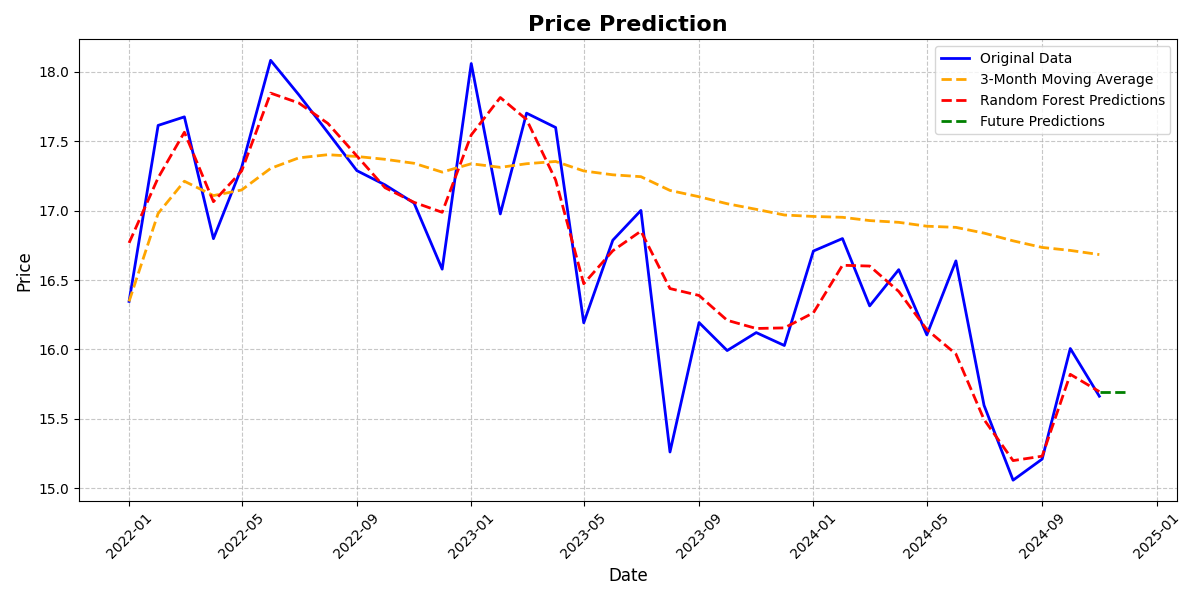 Price Prediction
Original Data
3-Month Moving Average
Random Forest Predictions
Future Predictions
Price
18.0
17.5
17.0
16.5
16.0
15.5
15.0
2022-01
2022-05
2022-09
2023-01
2023-05
2023-09
2024-01
2024-05
2024-09
2025-01
Date